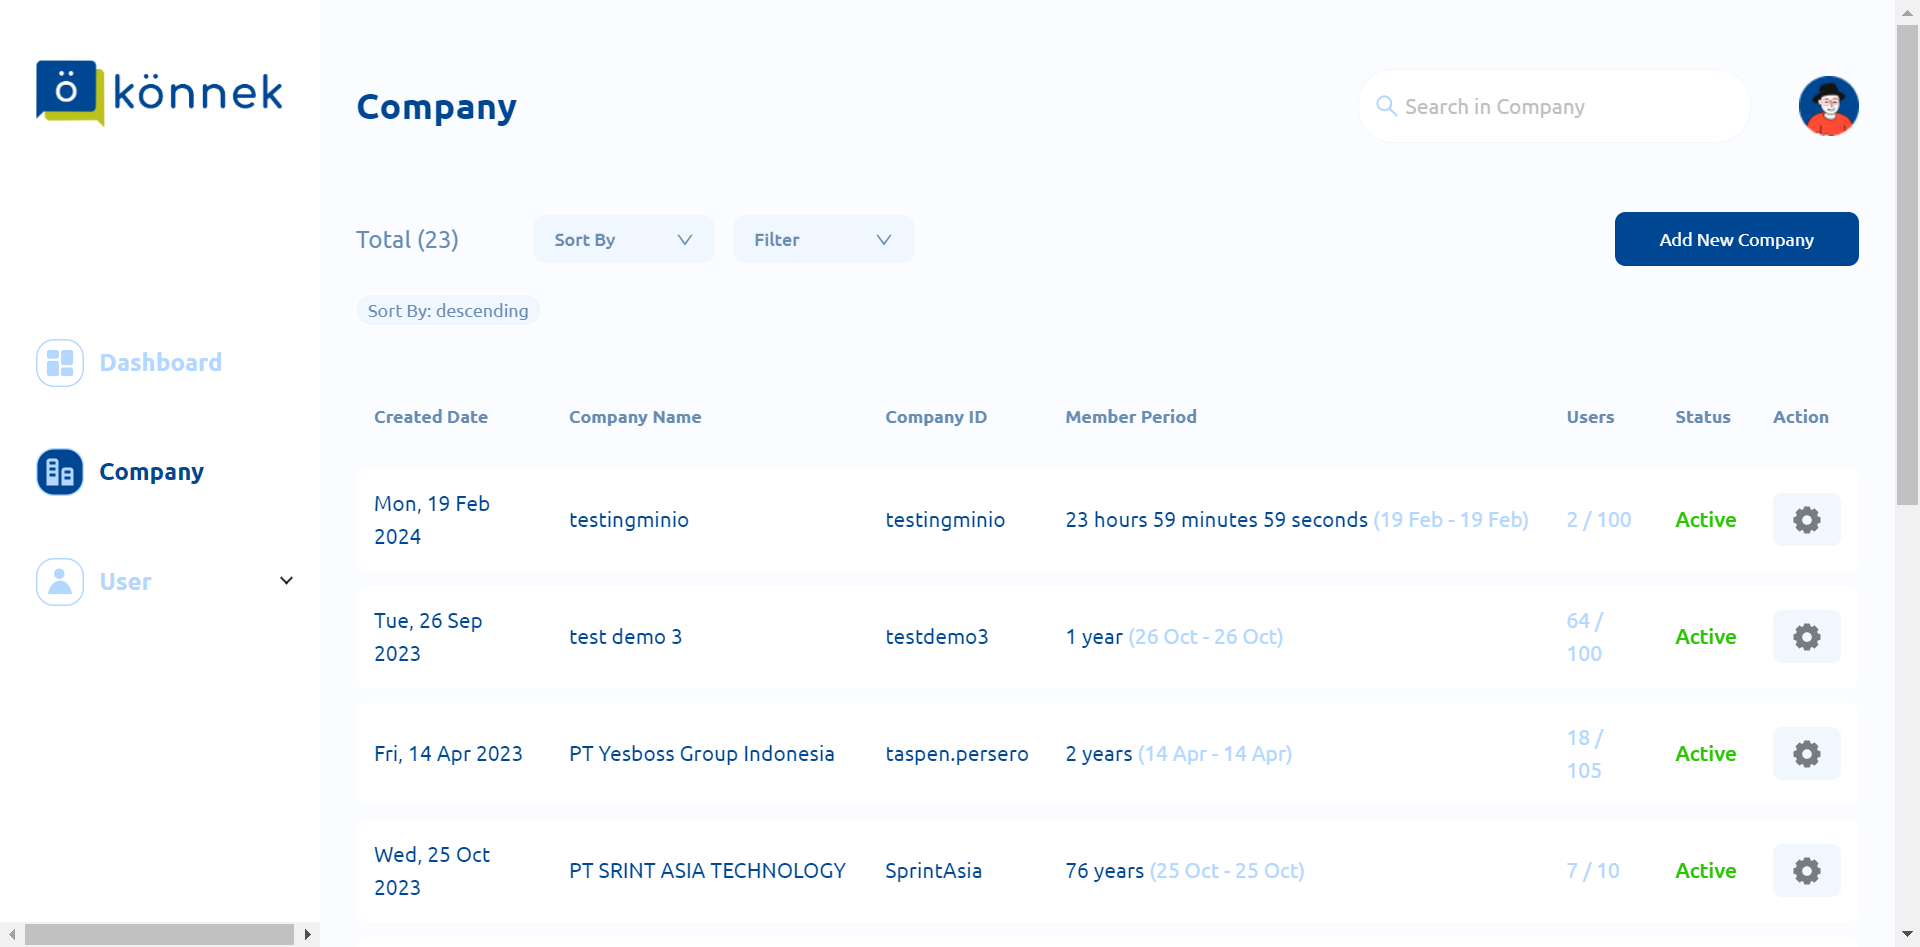 ö könnek
Company
Search in Company
Total (23)
Sort By
Filter
Add New Company
Sort By: descending
Dashboard
Company
User
Created Date
Company Name
Company ID
Member Period
Users
Status
Action
Mon, 19 Feb
2024
testingminio
testingminio
23 hours 59 minutes 59 seconds (19 Feb - 19 Feb)
2 / 100
Active
Tue, 26 Sep
2023
test demo 3
testdemo3
1 year (26 Oct - 26 Oct)
64 /
100
Active
Fri, 14 Apr 2023
PT Yesboss Group Indonesia
taspen.persero
2 years (14 Apr - 14 Apr)
18 /
105
Active
Wed, 25 Oct
2023
PT SRINT ASIA TECHNOLOGY
SprintAsia
76 years (25 Oct - 25 Oct)
7 / 10
Active